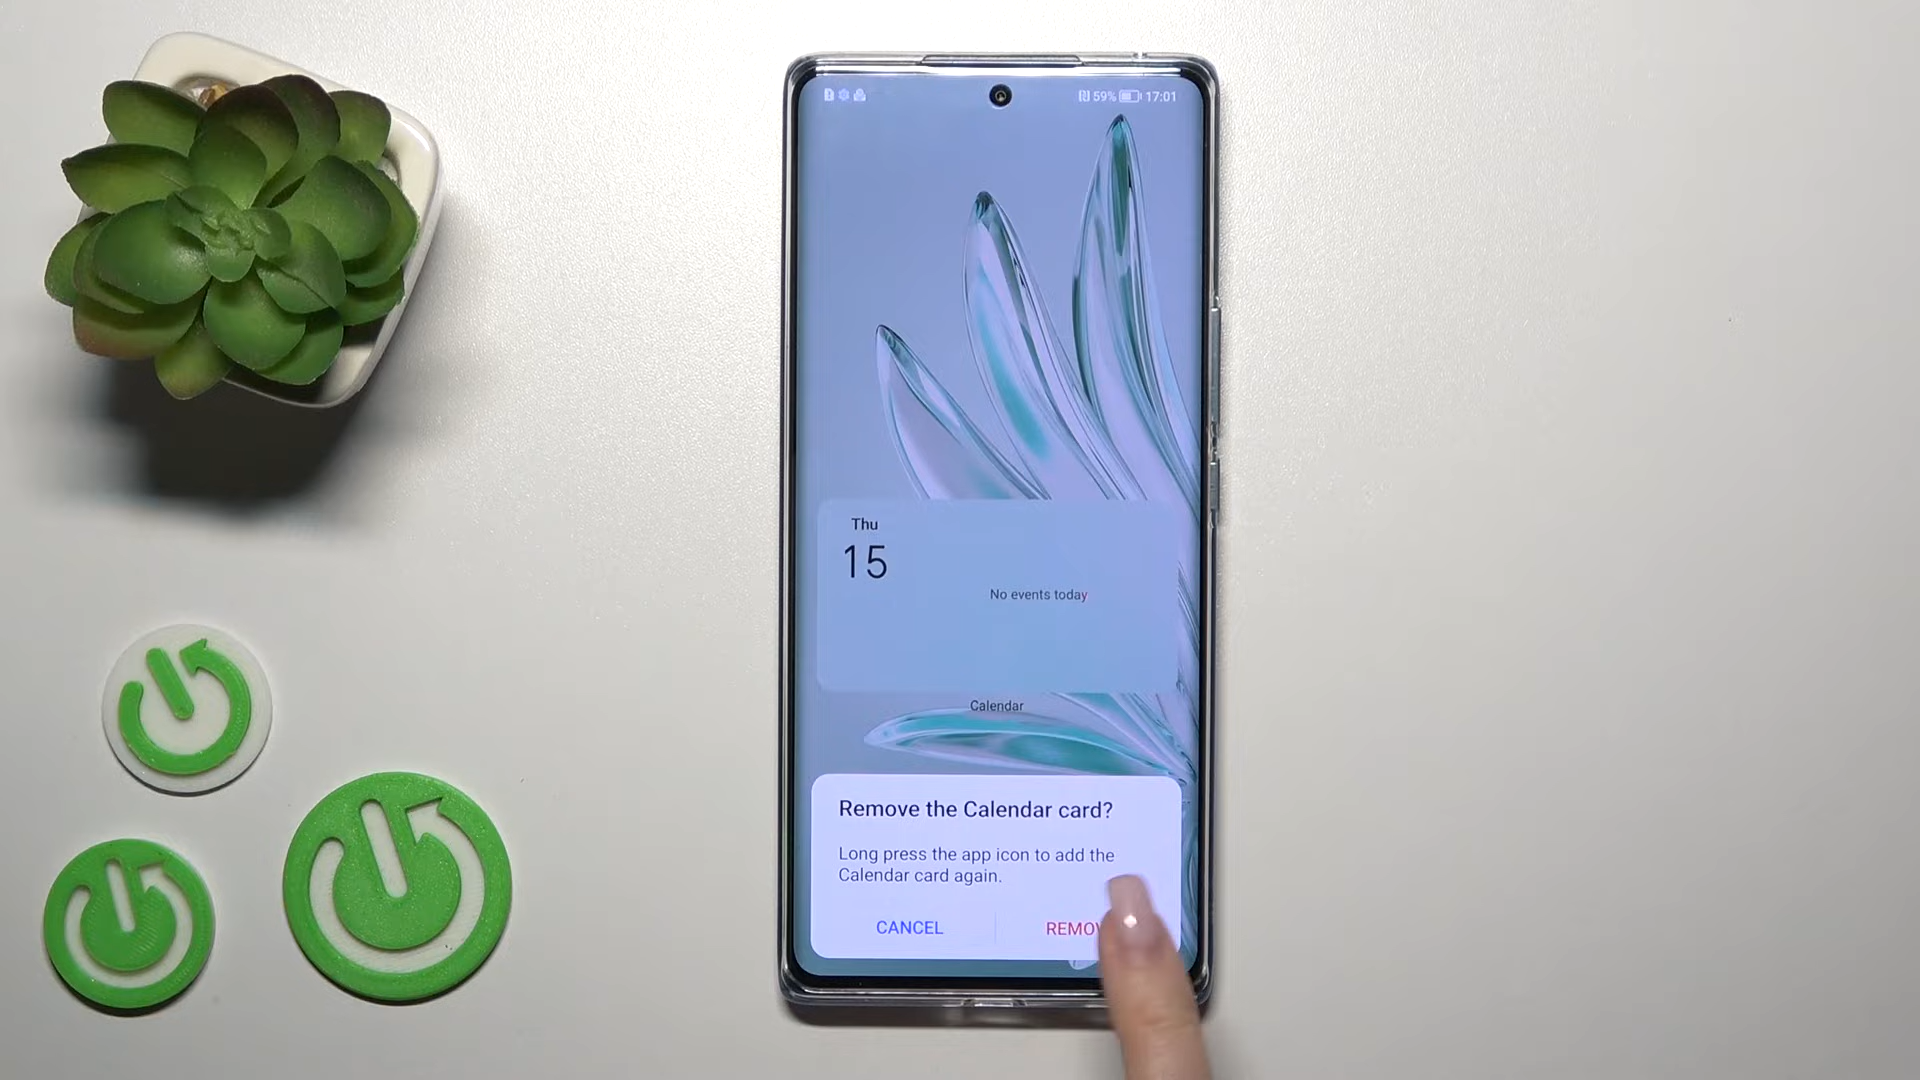 59% 17:01
Thu
15
No events today
Calendar
Remove the Calendar card?
Long press the app icon to add the
Calendar card again.
CANCEL
REMOV